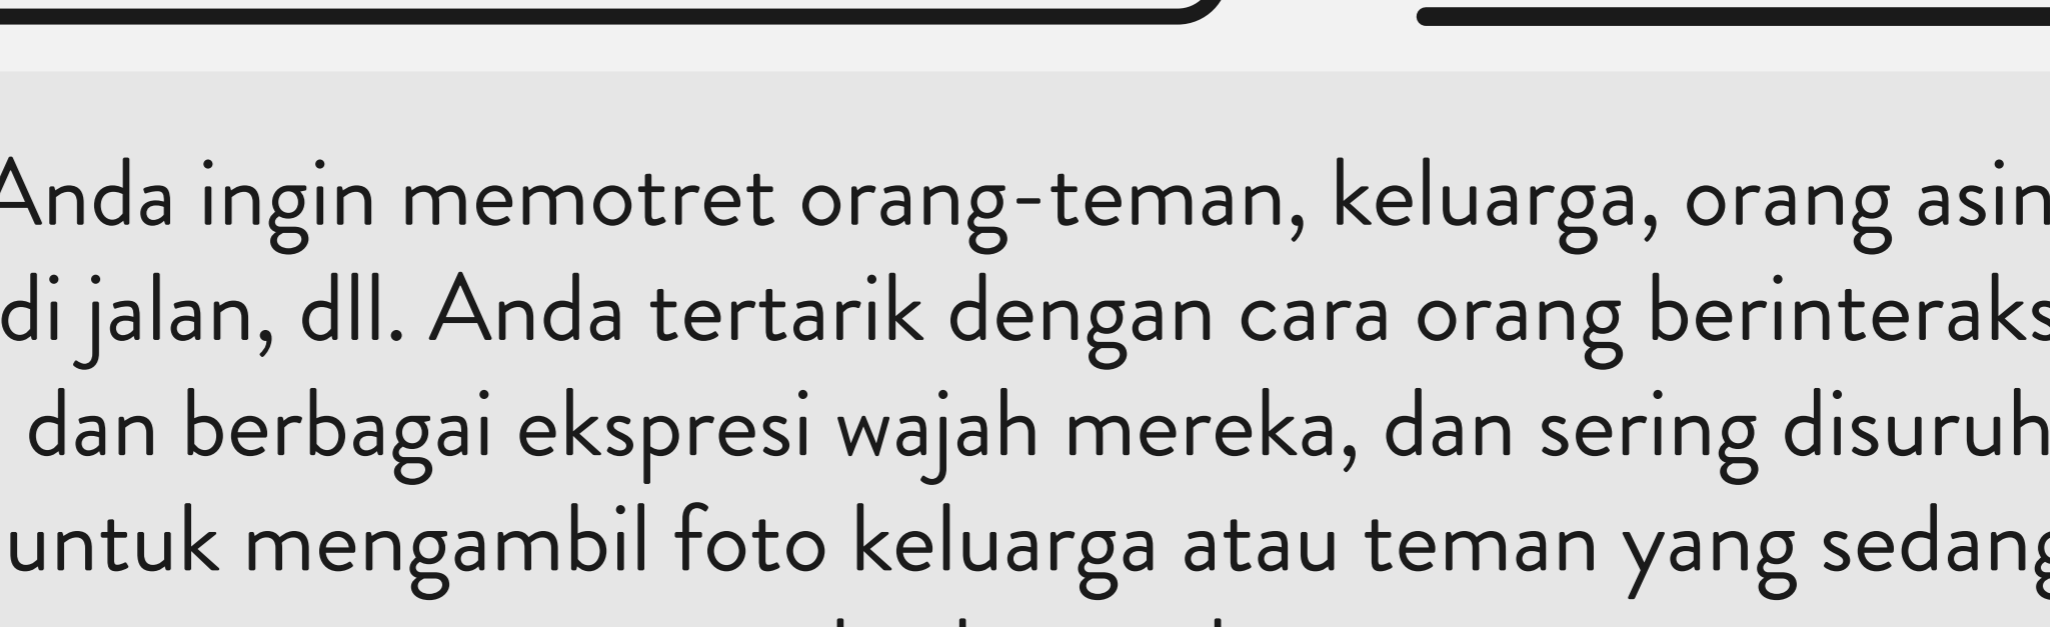 Anda ingin memotret orang-teman, keluarga, orang asin
di jalan, dll. Anda tertarik dengan cara orang berinteraks
dan berbagai ekspresi wajah mereka, dan sering disuruh
untuk mengambil foto keluarga atau teman yang sedang